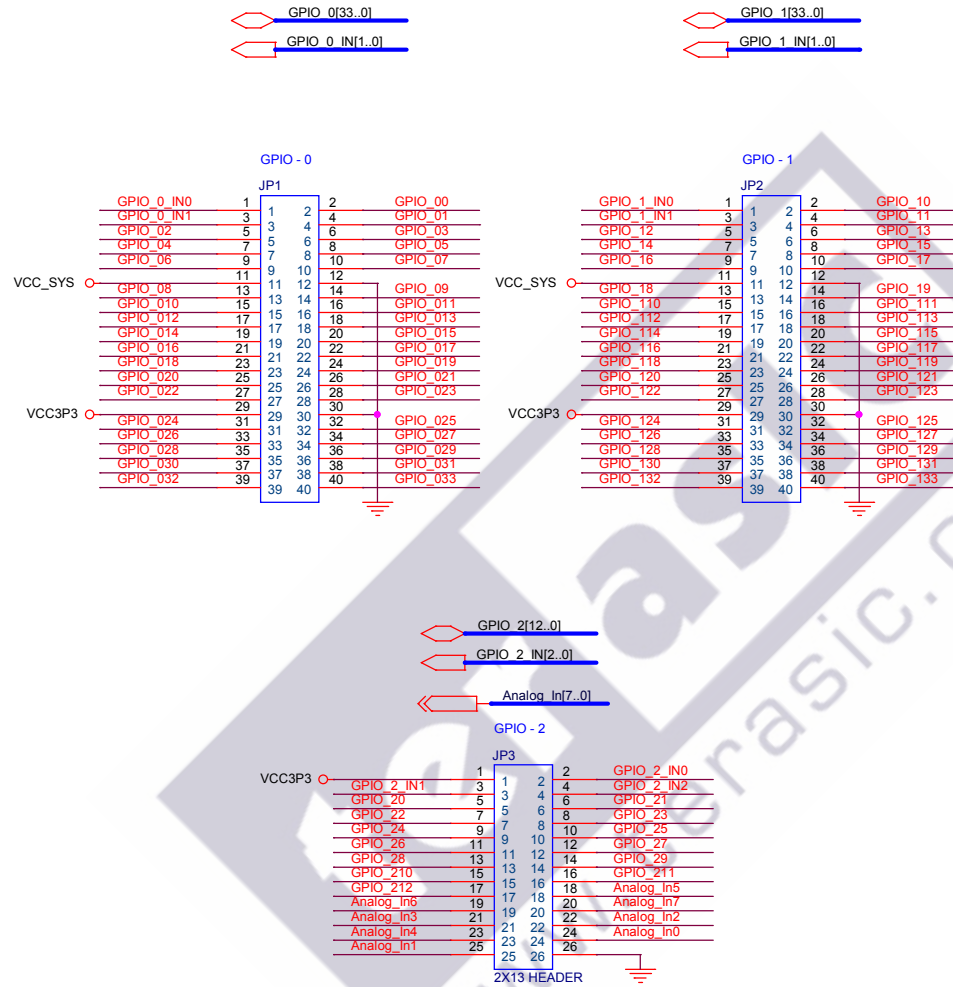 GPIO_0[33..0] GPIO_1[33..0]
GPIO_0_IN[1..0] GPIO_1_IN[1..0]
GPIO - 0 GPIO - 1
JP1 JP2
GPIO_0_IN0 1 1 2 2 GPIO_00 GPIO_1_IN0 1 1 2 2 GPIO_10
GPIO_0_IN1 3 3 4 4 GPIO_01 GPIO_1_IN1 3 3 4 4 GPIO_11
GPIO_02 5 5 6 6 GPIO_03 GPIO_12 5 5 6 6 GPIO_13
GPIO_04 7 7 8 8 GPIO_05 GPIO_14 7 7 8 8 GPIO_15
GPIO_06 9 9 10 10 GPIO_07 GPIO_16 9 9 10 10 GPIO_17
VCC_SYS 11 11 12 12 VCC_SYS 11 11 12 12
GPIO_08 13 13 14 14 GPIO_09 GPIO_18 13 13 14 14 GPIO_19
GPIO_010 15 15 16 16 GPIO_011 GPIO_110 15 15 16 16 GPIO_111
GPIO_012 17 17 18 18 GPIO_013 GPIO_112 17 17 18 18 GPIO_113
GPIO_014 19 19 20 20 GPIO_015 GPIO_114 19 19 20 20 GPIO_115
GPIO_016 21 21 22 22 GPIO_017 GPIO_116 21 21 22 22 GPIO_117
GPIO_018 23 23 24 24 GPIO_019 GPIO_118 23 23 24 24 GPIO_119
GPIO_020 25 25 26 26 GPIO_021 GPIO_120 25 25 26 26 GPIO_121
GPIO_022 27 27 28 28 GPIO_023 GPIO_122 27 27 28 28 GPIO_123
VCC3P3 29 29 30 30 VCC3P3 29 29 30 30
GPIO_024 31 31 32 32 GPIO_025 GPIO_124 31 31 32 32 GPIO_125
GPIO_026 33 33 34 34 GPIO_027 GPIO_126 33 33 34 34 GPIO_127
GPIO_028 35 35 36 36 GPIO_029 GPIO_128 35 35 36 36 GPIO_129
GPIO_030 37 37 38 38 GPIO_031 GPIO_130 37 37 38 38 GPIO_131
GPIO_032 39 39 40 40 GPIO_033 GPIO_132 39 39 40 40 GPIO_133
GPIO_2[12..0]
GPIO_2_IN[2..0]
Analog_In[7..0]
GPIO - 2
JP3
VCC3P3 1 1 2 2 GPIO_2_IN0
GPIO_2_IN1 3 3 4 4 GPIO_2_IN2
GPIO_20 5 5 6 6 GPIO_21
GPIO_22 7 7 8 8 GPIO_23
GPIO_24 9 9 10 10 GPIO_25
GPIO_26 11 11 12 12 GPIO_27
GPIO_28 13 13 14 14 GPIO_29
GPIO_210 15 15 16 16 GPIO_211
GPIO_212 17 17 18 18 Analog_In5
Analog_In6 19 19 20 20 Analog_In7
Analog_In3 21 21 22 22 Analog_In2
Analog_In4 23 23 24 24 Analog_In0
Analog_In1 25 25 26 26
2X13 HEADER
terasic